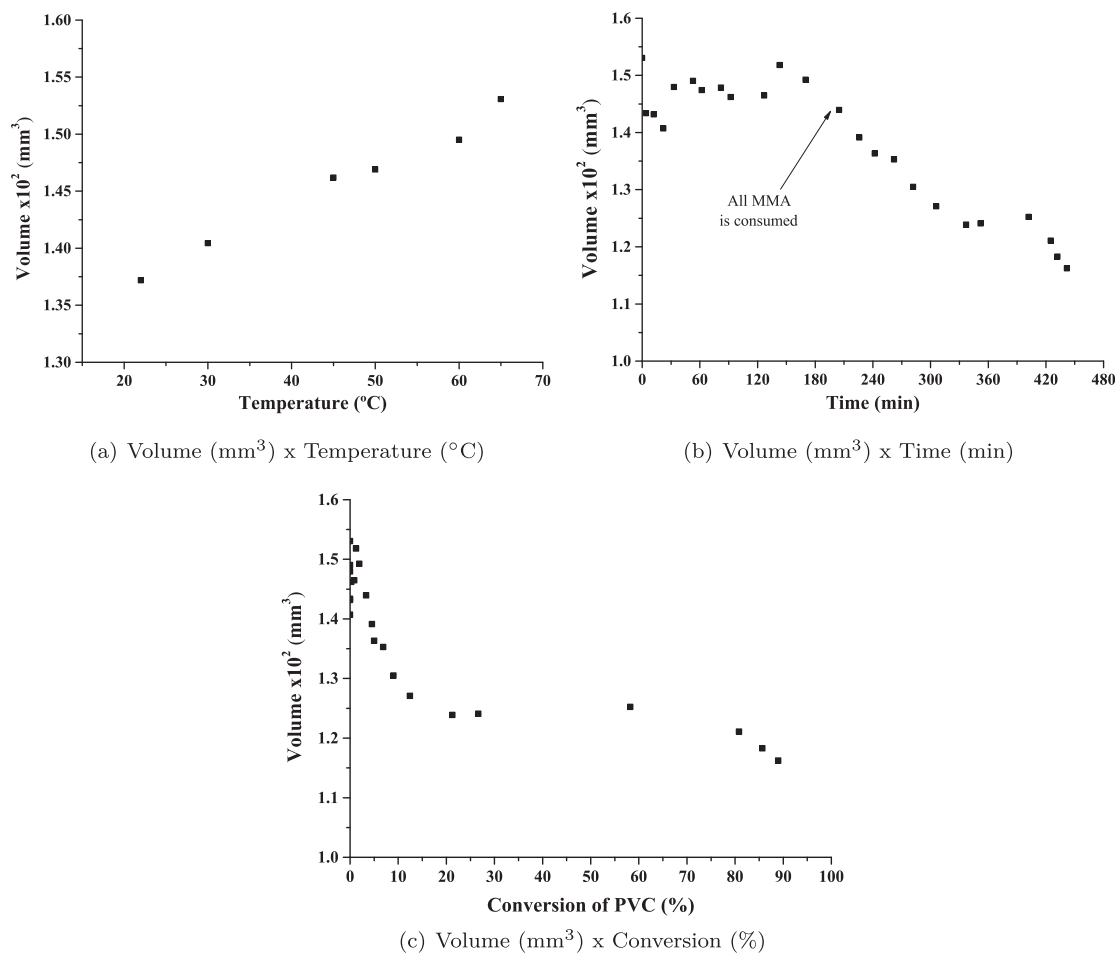 1.60
1.55
1.50
1.45
1.40
1.35
1.30
Volume x10² (mm³)
20 30 40 50 60 70
Temperature (ºC)
(a) Volume (mm³) x Temperature (°C)
1.6
1.5
1.4
1.3
1.2
1.1
1.0
Volume x10² (mm³)
All MMA
is consumed
0 60 120 180 240 300 360 420 480
Time (min)
(b) Volume (mm³) x Time (min)
1.6
1.5
1.4
1.3
1.2
1.1
1.0
Volume x10² (mm³)
0 10 20 30 40 50 60 70 80 90 100
Conversion of PVC (%)
(c) Volume (mm³) x Conversion (%)